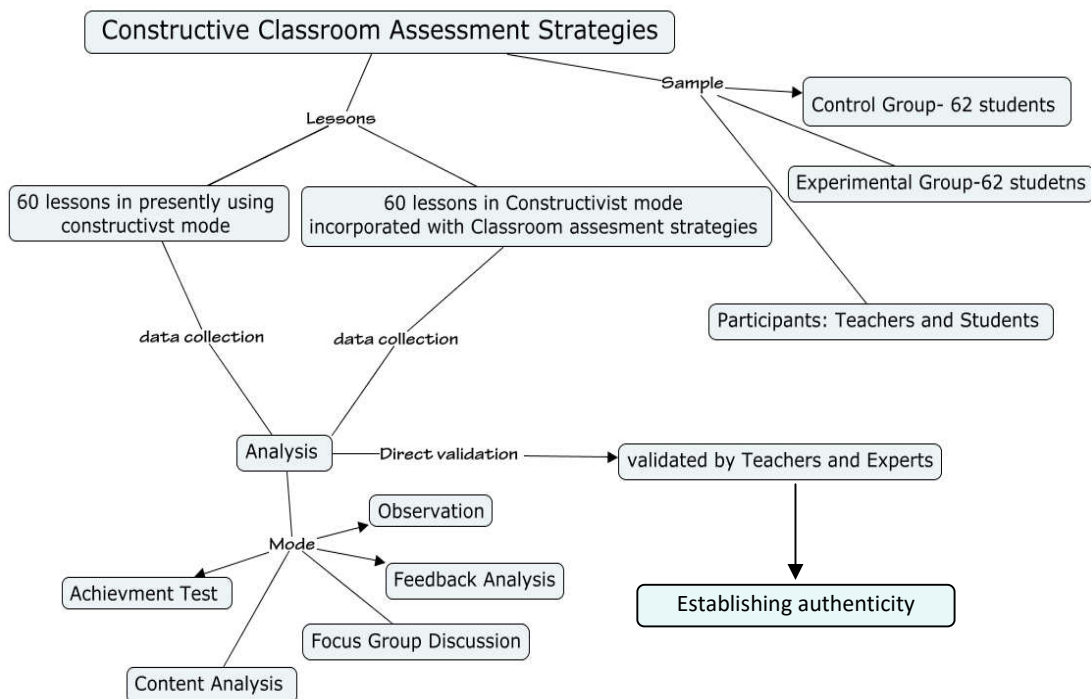 Constructive Classroom Assessment Strategies
Sample
Control Group- 62 students
Lessons
Experimental Group-62 studetns
60 lessons in presently using
constructivst mode
60 lessons in Constructivist mode
incorporated with Classroom assesment strategies
Participants: Teachers and Students
data collection
data collection
Analysis
Direct validation
validated by Teachers and Experts
Observation
Mode
Achievment Test
Feedback Analysis
Establishing authenticity
Focus Group Discussion
Content Analysis